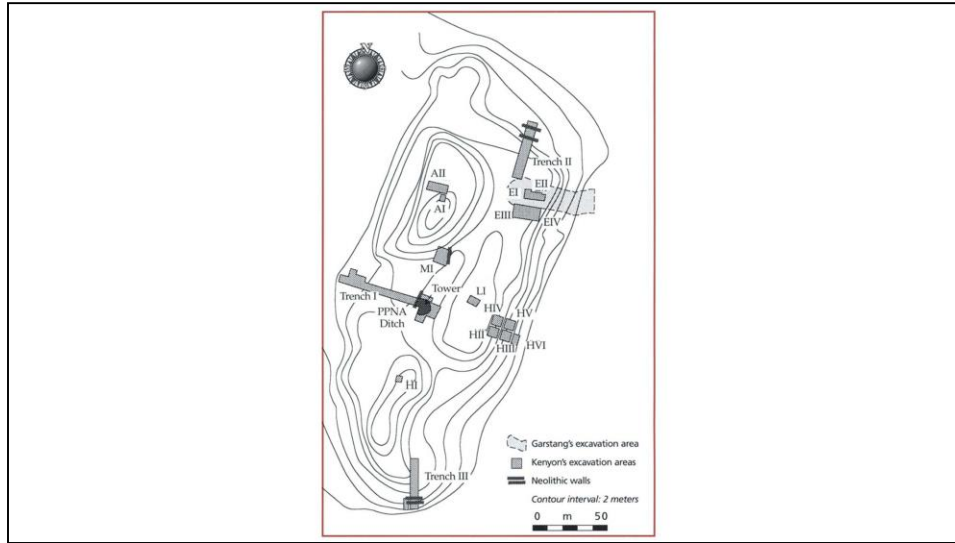 Trench II
AII
EII
EI
AI
EIII
EIV
MI
LI
Tower
Trench I
HIV
HV
PPNA
Ditch
HII
HIII
HVI
HI
Garstang's excavation area
Kenyon's excavation areas
Trench III
Neolithic walls
Contour interval: 2 meters
0 m 50